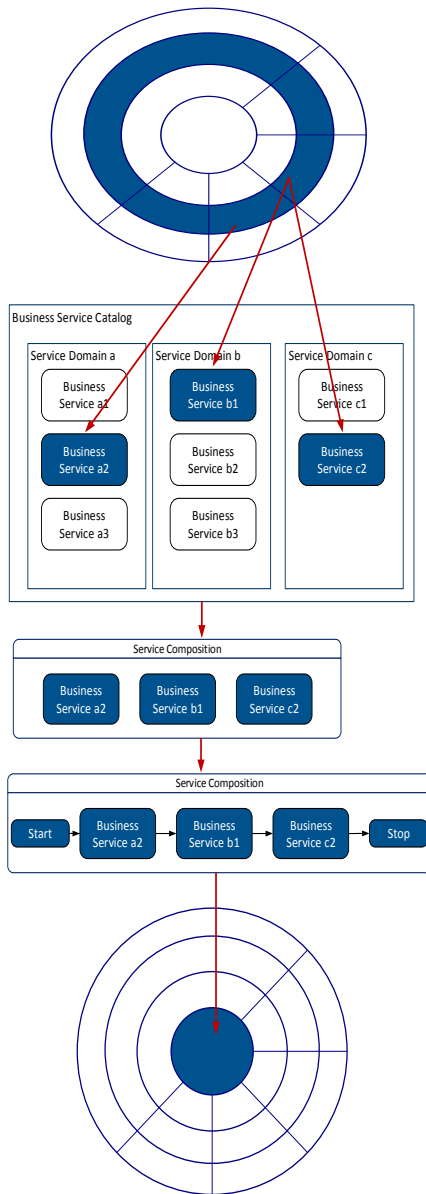 Business Service Catalog
Service Domain a
Business
Service a1
Business
Service a2
Business
Service a3
Service Domain b
Business
Service b1
Business
Service b2
Business
Service b3
Service Domain c
Business
Service c1
Business
Service c2
Service Composition
Business
Service a2
Business
Service b1
Business
Service c2
Service Composition
Start
Business
Service a2
Business
Service b1
Business
Service c2
Stop